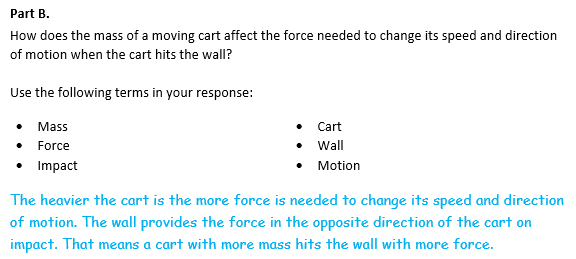 Part B.
How does the mass of a moving cart affect the force needed to change its speed and direction
of motion when the cart hits the wall?
Use the following terms in your response:
• Mass
• Force
• Impact
• Cart
• Wall
• Motion
The heavier the cart is the more force is needed to change its speed and direction
of motion. The wall provides the force in the opposite direction of the cart on
impact. That means a cart with more mass hits the wall with more force.